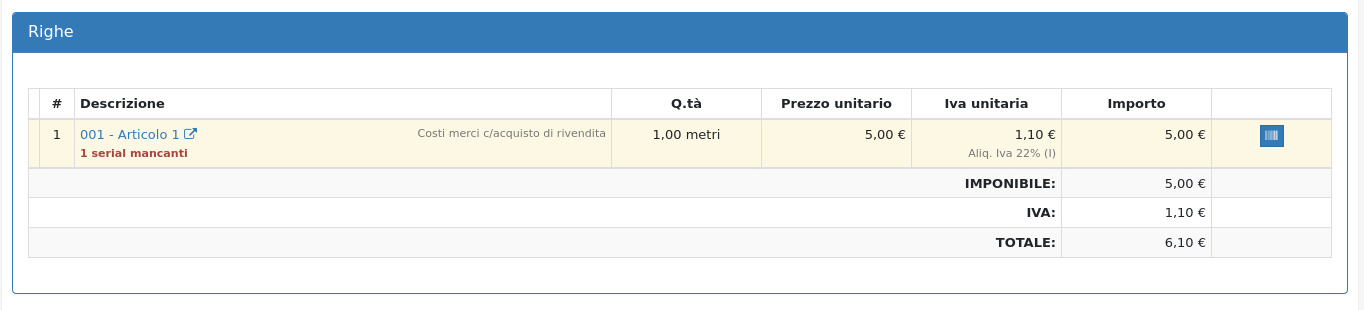 Righe
# Descrizione Q.tà Prezzo unitario Iva unitaria Importo
1 001 - Articolo 1 Costi merci c/acquisto di rivendita 1,00 metri 5,00 € 1,10 € 5,00 €
1 serial mancanti Aliq. Iva 22% (I)
IMPONIBILE: 5,00 €
IVA: 1,10 €
TOTALE: 6,10 €